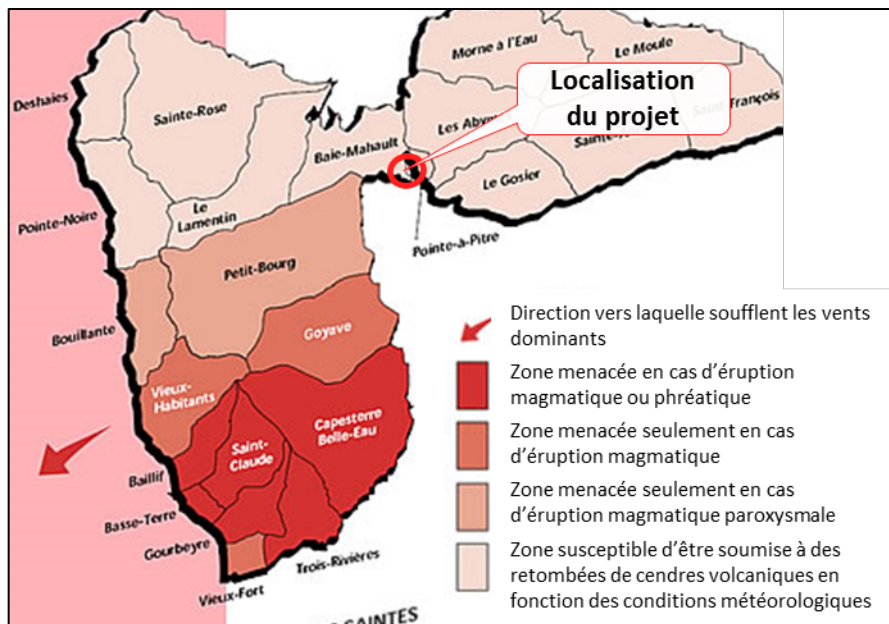 Morne à l'Eau
Le Moule
Localisation
du projet
Deshaies
Sainte-Rose
Saint-François
Les Abym
Sainte-
Baie-Mahault
Le Gosier
Pointe-Noire
Le
Lamentin
Pointe-à-Pitre
Petit-Bourg
Bouillante
Goyave
Vieux-
Habitants
Capesterre
Belle-Eau
Saint-
Claude
Baillif
Basse-Terre
Gourbeyre
Trois-Rivières
Vieux-Fort
SAINTES
Direction vers laquelle soufflent les vents
dominants
Zone menacée en cas d'éruption
magmatique ou phréatique
Zone menacée seulement en cas
d'éruption magmatique
Zone menacée seulement en cas
d'éruption magmatique paroxysmale
Zone susceptible d'être soumise à des
retombées de cendres volcaniques en
fonction des conditions météorologiques